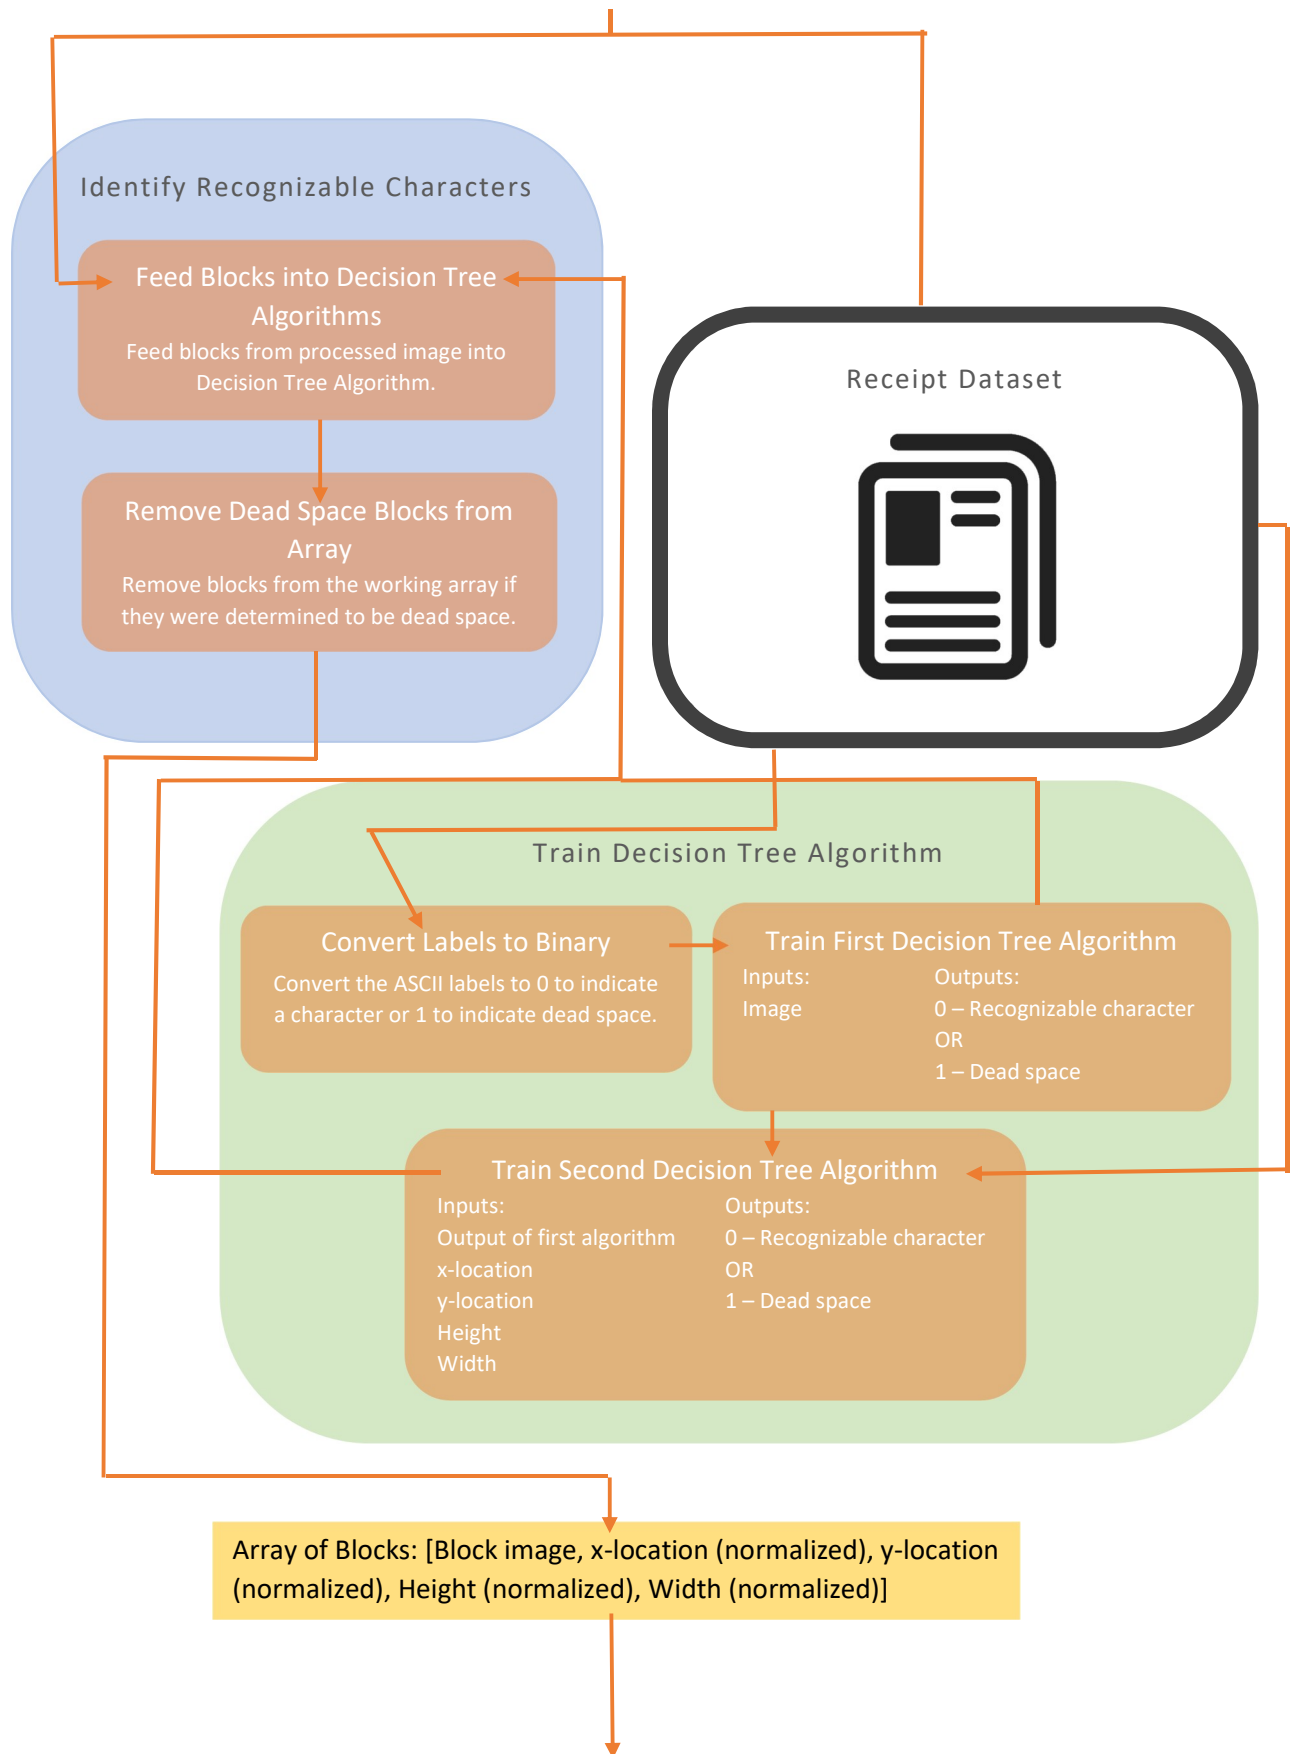 Identify Recognizable Characters
Feed Blocks into Decision Tree
Algorithms
Feed blocks from processed image into
Decision Tree Algorithm.
Remove Dead Space Blocks from
Array
Remove blocks from the working array if
they were determined to be dead space.
Receipt Dataset
Train Decision Tree Algorithm
Convert Labels to Binary
Convert the ASCII labels to 0 to indicate
a character or 1 to indicate dead space.
Train First Decision Tree Algorithm
Inputs:
Image
Outputs:
0 – Recognizable character
OR
1 – Dead space
Train Second Decision Tree Algorithm
Inputs:
Output of first algorithm
x-location
y-location
Height
Width
Outputs:
0 – Recognizable character
OR
1 – Dead space
Array of Blocks: [Block image, x-location (normalized), y-location
(normalized), Height (normalized), Width (normalized)]